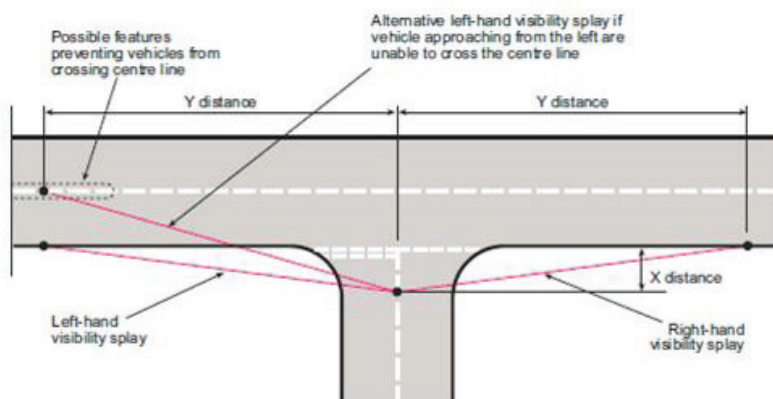 Possible features
preventing vehicles from
crossing centre line
Alternative left-hand visibility splay if
vehicle approaching from the left are
unable to cross the centre line
Y distance
Y distance
X distance
Left-hand
visibility splay
Right-hand
visibility splay